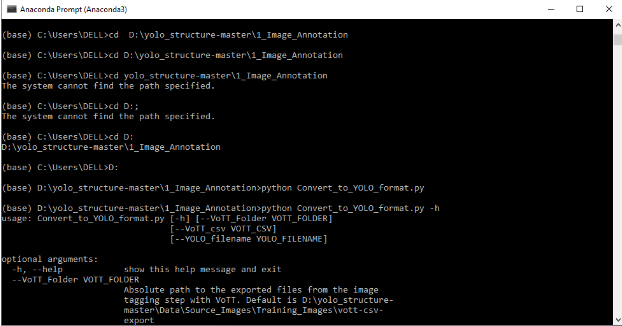 Anaconda Prompt (Anaconda3)
(base) C:\Users\DELL>cd  D:\yolo_structure-master\1_Image_Annotation
(base) C:\Users\DELL>cd D:\yolo_structure-master\1_Image_Annotation
(base) C:\Users\DELL>cd yolo_structure-master\1_Image_Annotation
The system cannot find the path specified.
(base) C:\Users\DELL>cd D:;
The system cannot find the path specified.
(base) C:\Users\DELL>cd D:
D:\yolo_structure-master\1_Image_Annotation
(base) C:\Users\DELL>D:
(base) D:\yolo_structure-master\1_Image_Annotation>python Convert_to_YOLO_format.py
(base) D:\yolo_structure-master\1_Image_Annotation>python Convert_to_YOLO_format.py -h
usage: Convert_to_YOLO_format.py [-h] [--VoTT_Folder VOTT_FOLDER]
[--VoTT_csv VOTT_CSV]
[--YOLO_filename YOLO_FILENAME]
optional arguments:
-h, --help            show this help message and exit
--VoTT_Folder VOTT_FOLDER
Absolute path to the exported files from the image
tagging step with VoTT. Default is D:\yolo_structure-
master\Data\Source_Images\Training_Images\vott-csv-
export